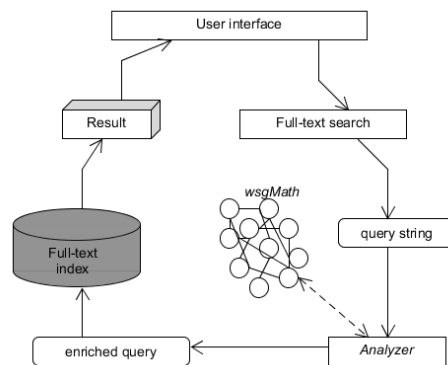 User interface
Result
Full-text search
wsgMath
query string
Full-text
index
enriched query
Analyzer